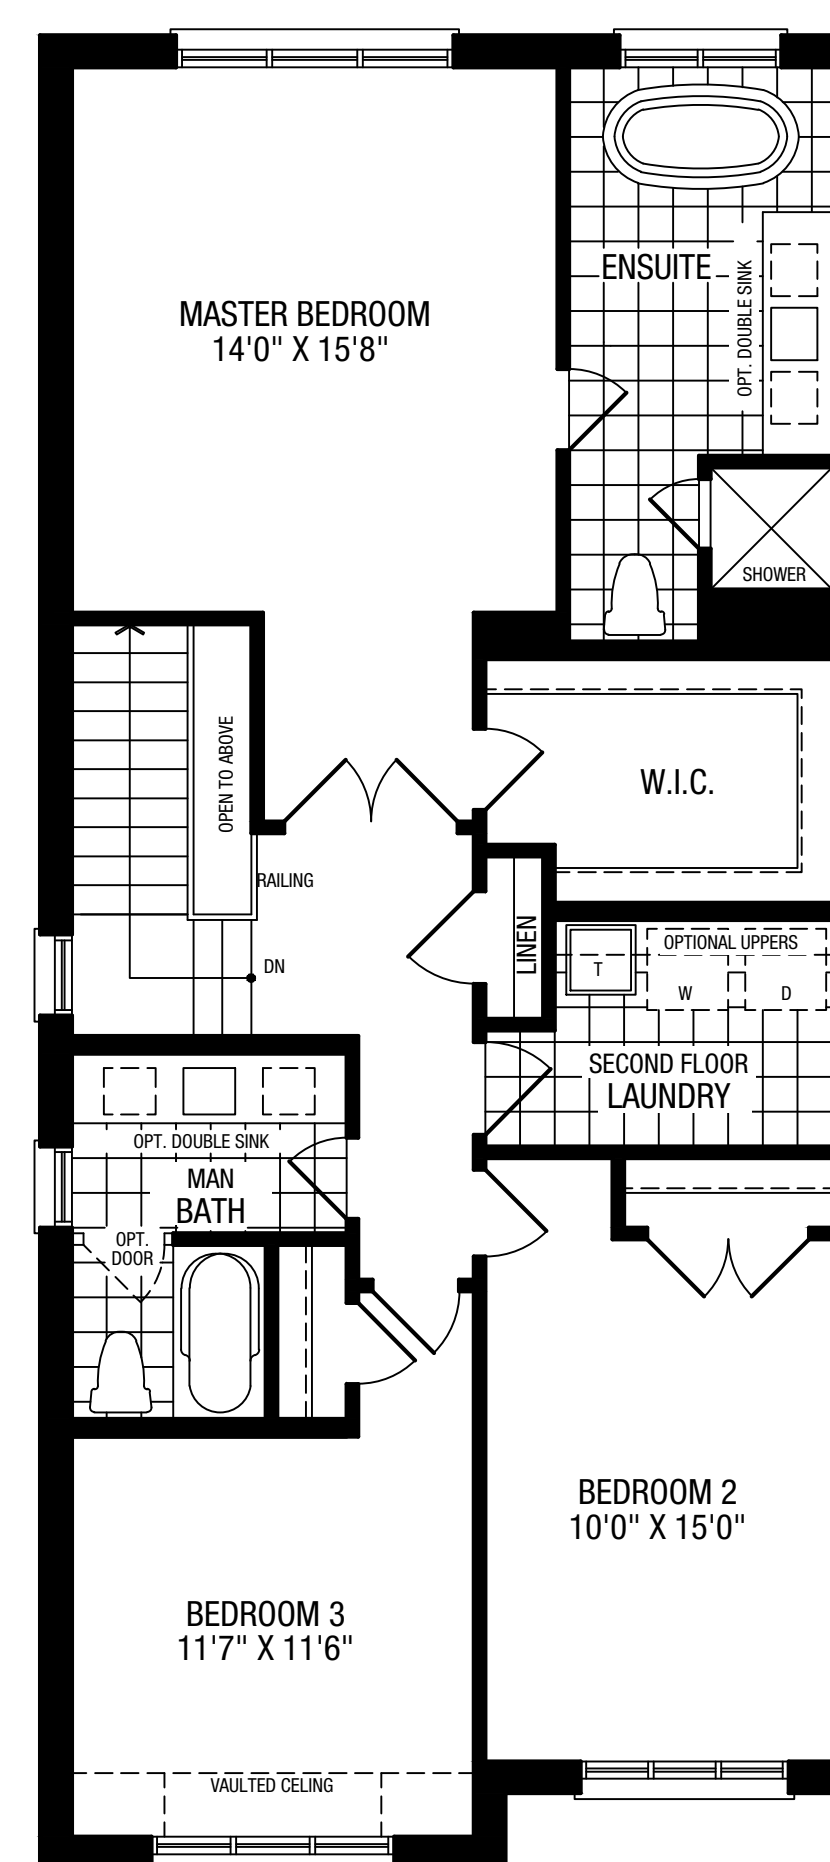 MASTER BEDROOM
14'0" X 15'8"
ENSUITE
OPT. DOUBLE SINK
SHOWER
OPEN TO ABOVE
W.I.C.
RAILING
LINEN
DN
OPTIONAL UPPERS
T
W
D
SECOND FLOOR
LAUNDRY
OPT. DOUBLE SINK
MAN
BATH
OPT.
DOOR
BEDROOM 2
10'0" X 15'0"
BEDROOM 3
11'7" X 11'6"
VAULTED CELING